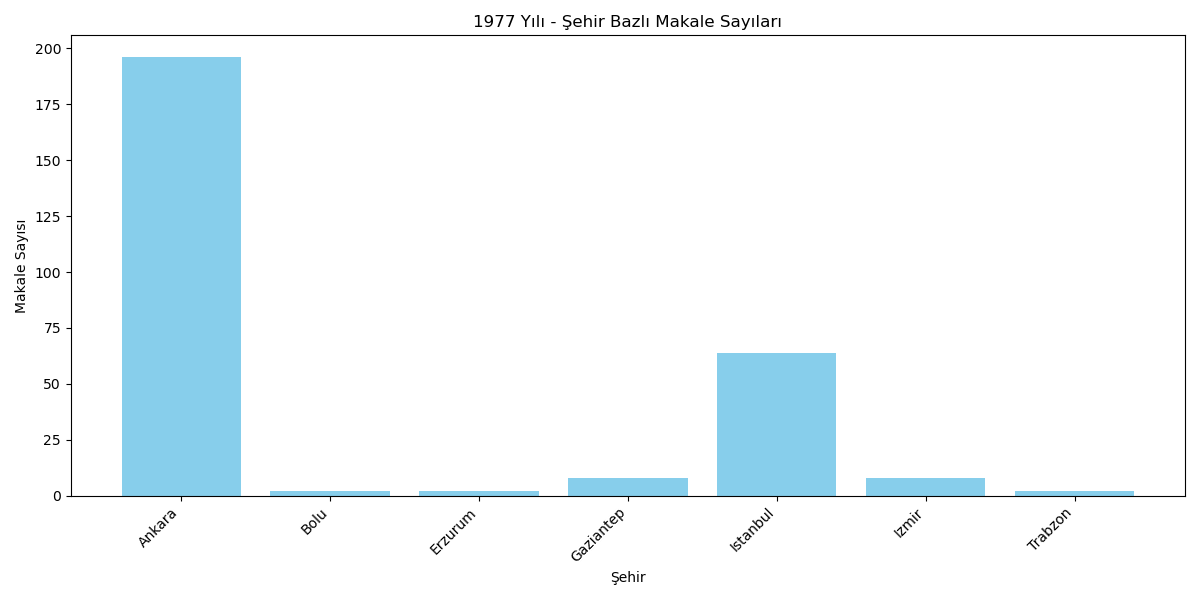 1977 Yılı - Şehir Bazlı Makale Sayıları
Makale Sayısı
200
175
150
125
100
75
50
25
0
Ankara
Bolu
Erzurum
Gaziantep
Istanbul
Izmir
Trabzon
Şehir